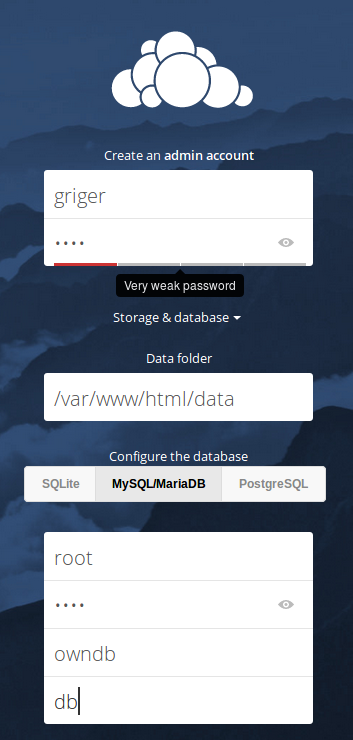 Create an admin account
griger
••••
Very weak password
Storage & database
Data folder
/var/www/html/data
Configure the database
SQLite MySQL/MariaDB PostgreSQL
root
••••
owndb
db